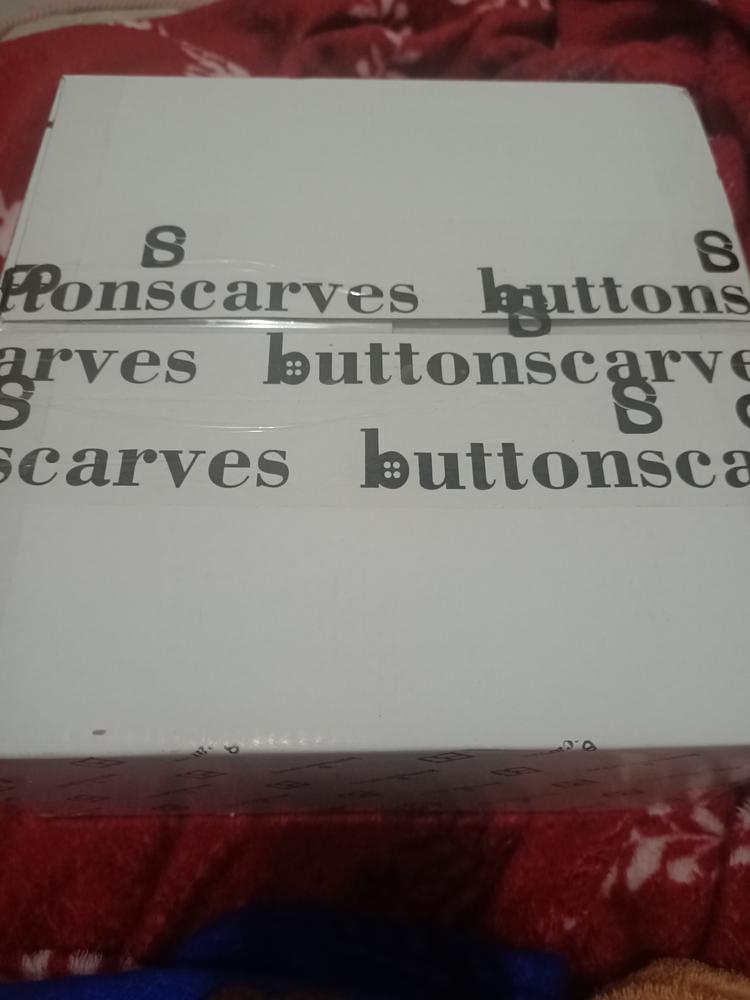 S S
ttonscarves buttons
S
arves buttonscarve
S S
scarves buttonsca